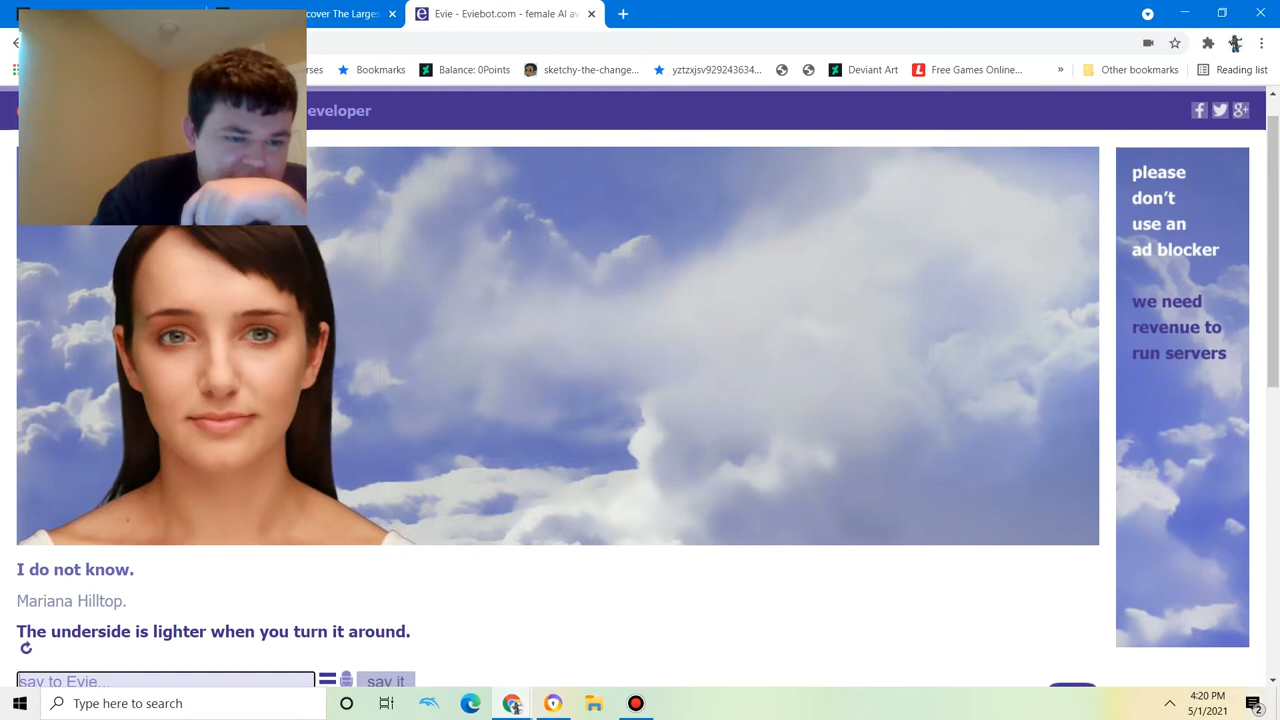 cover The Large
Evie - Eviebot.com - female AI av
rses
Bookmarks
Balance: 0Points
sketchy-the-change...
yztzxjsv929243634...
Deviant Art
Free Games Online...
»
Other bookmarks
Reading list
eveloper
please
don't
use an
ad blocker
we need
revenue to
run servers
I do not know.
Mariana Hilltop.
The underside is lighter when you turn it around.
say to Evie...
say it
Type here to search
4:20 PM
5/1/2021
2